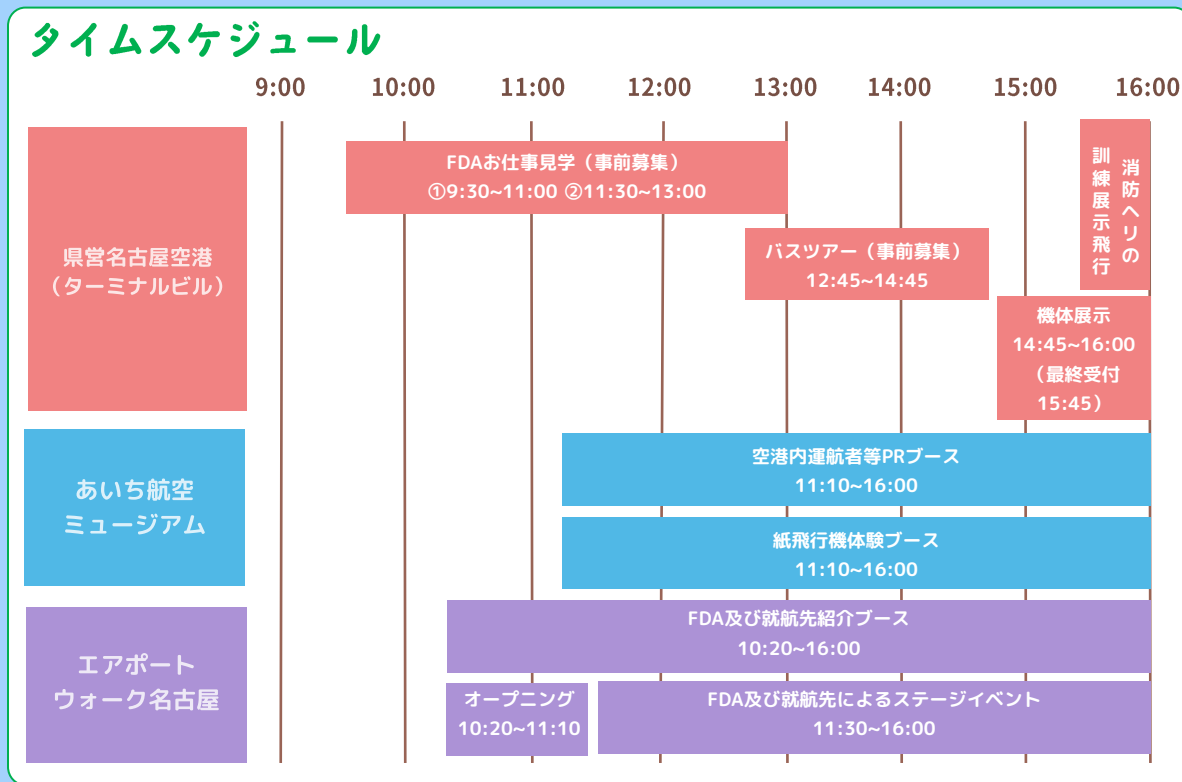 タイムスケジュール
9:00 10:00 11:00 12:00 13:00 14:00 15:00 16:00
県営名古屋空港
（ターミナルビル）
FDAお仕事見学（事前募集）
①9:30~11:00 ②11:30~13:00
バスツアー（事前募集）
12:45~14:45
消防ヘリの
訓練展示飛行
機体展示
14:45~16:00
（最終受付
15:45）
あいち航空
ミュージアム
空港内運航者等PRブース
11:10~16:00
紙飛行機体験ブース
11:10~16:00
エアポート
ウォーク名古屋
FDA及び就航先紹介ブース
10:20~16:00
オープニング
10:20~11:10
FDA及び就航先によるステージイベント
11:30~16:00